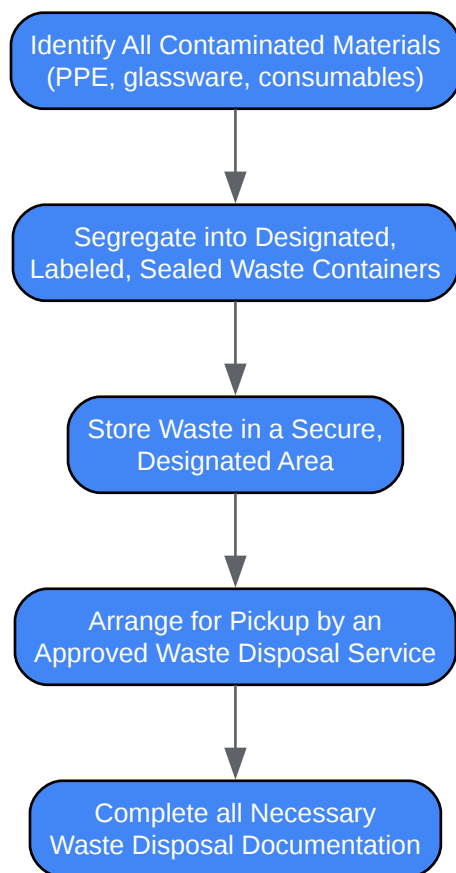 Identify All Contaminated Materials
(PPE, glassware, consumables)
Segregate into Designated,
Labeled, Sealed Waste Containers
Store Waste in a Secure,
Designated Area
Arrange for Pickup by an
Approved Waste Disposal Service
Complete all Necessary
Waste Disposal Documentation